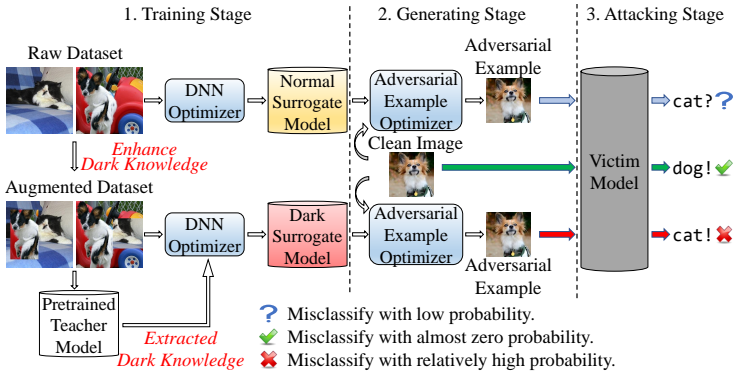 1. Training Stage
2. Generating Stage
3. Attacking Stage
Raw Dataset
DNN
Optimizer
Normal
Surrogate
Model
Adversarial
Example
Optimizer
Adversarial
Example
cat?
Enhance
Dark Knowledge
Clean Image
Victim
Model
dog!
Augmented Dataset
DNN
Optimizer
Dark
Surrogate
Model
Adversarial
Example
Optimizer
Adversarial
Example
cat!
Pretrained
Teacher
Model
Extracted
Dark Knowledge
? Misclassify with low probability.
Misclassify with almost zero probability.
Misclassify with relatively high probability.